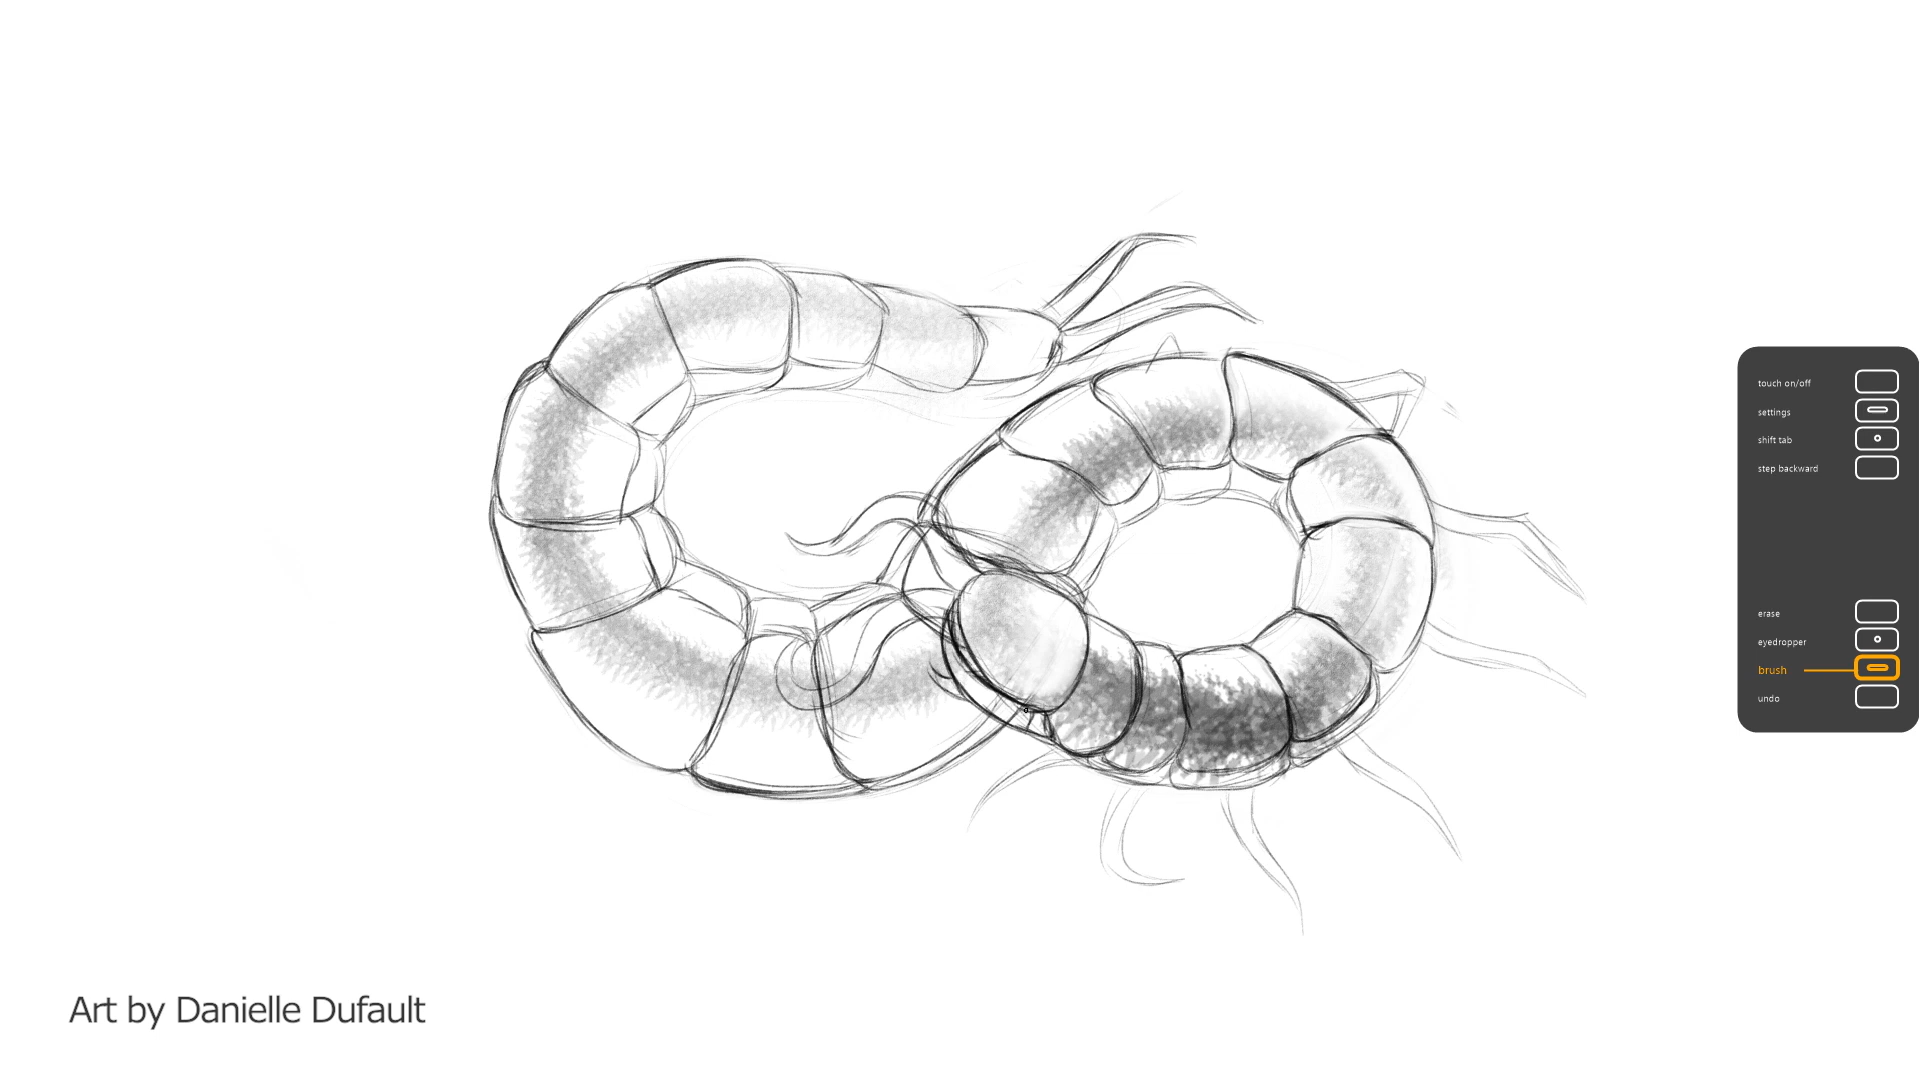 touch on/off
settings
shift tab
step backward
erase
eyedropper
brush
undo
Art by Danielle Dufault